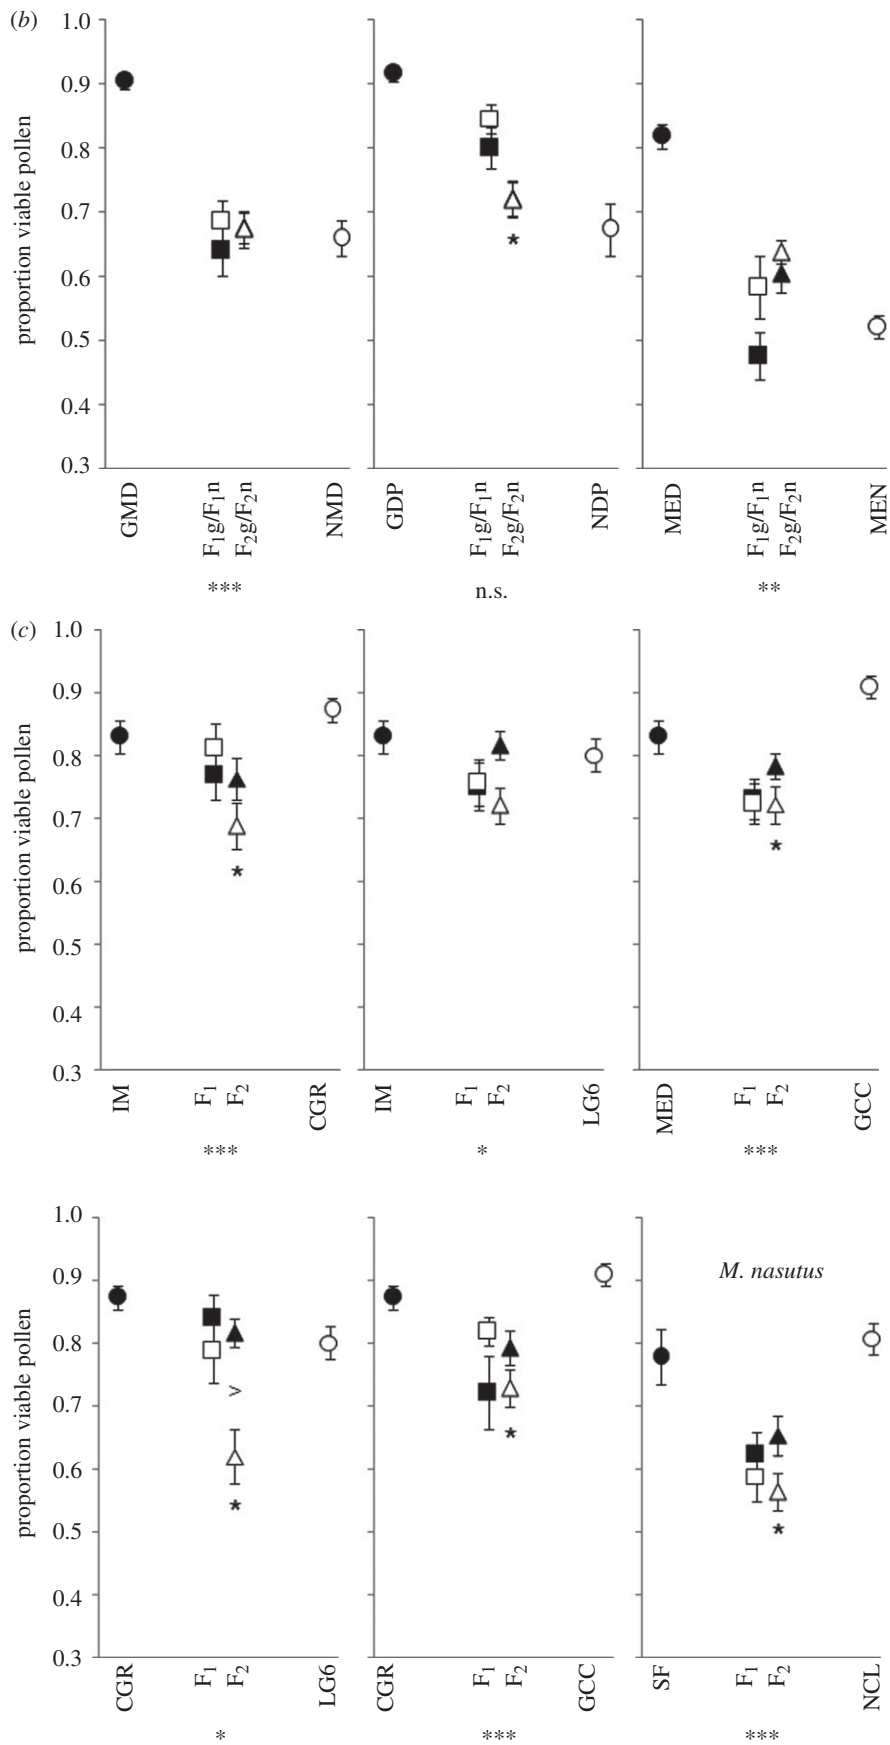 (b)
proportion viable pollen
1.0
0.9
0.8
0.7
0.6
0.5
0.4
0.3
*
GMD
F1g/F1n
F2g/F2n
NMD
GDP
F1g/F1n
F2g/F2n
NDP
MED
F1g/F1n
F2g/F2n
MEN
*** n.s. **
(c)
proportion viable pollen
1.0
0.9
0.8
0.7
0.6
0.5
0.4
0.3
* *
IM
F1
F2
CGR
IM
F1
F2
LG6
MED
F1
F2
GCC
*** * ***
proportion viable pollen
1.0
0.9
0.8
0.7
0.6
0.5
0.4
0.3
M. nasutus
>
* * *
CGR
F1
F2
LG6
CGR
F1
F2
GCC
SF
F1
F2
NCL
* *** ***